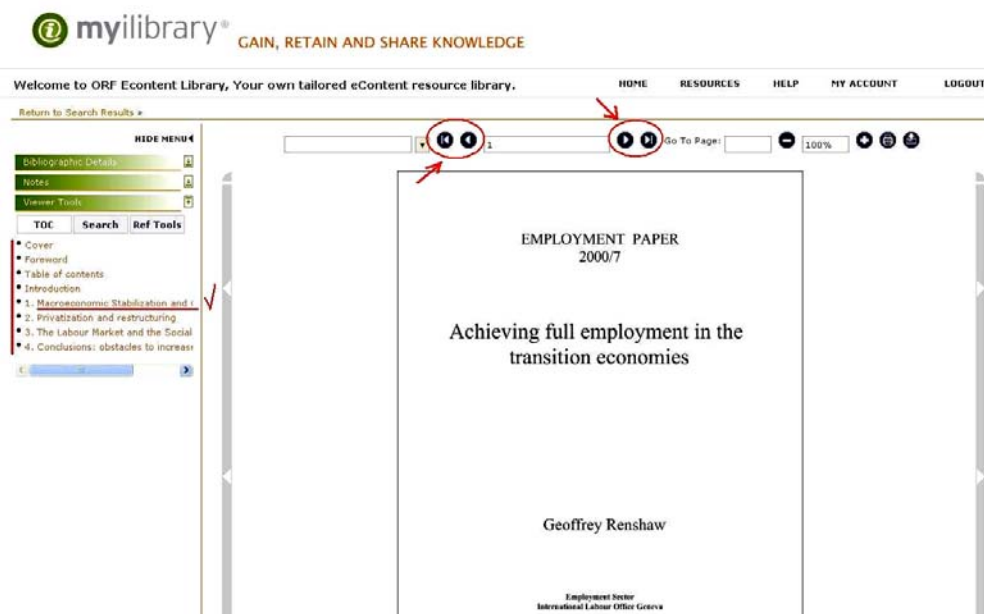 myilibrary®
GAIN, RETAIN AND SHARE KNOWLEDGE
Welcome to ORF Econtent Library, Your own tailored eContent resource library.
HOME RESOURCES HELP MY ACCOUNT LOGOUT
Return to Search Results
HIDE MENU
1
Go To Page:
100%
Bibliographic Details
Notes
Viewer Tools
TOC Search Ref Tools
Cover
Foreword
Table of contents
Introduction
1. Macroeconomic Stabilization and
2. Privatization and restructuring
3. The Labour Market and the Social
4. Conclusions: obstacles to increase
EMPLOYMENT PAPER
2000/7
Achieving full employment in the
transition economies
Geoffrey Renshaw
Employment Sector
International Labour Office Geneva